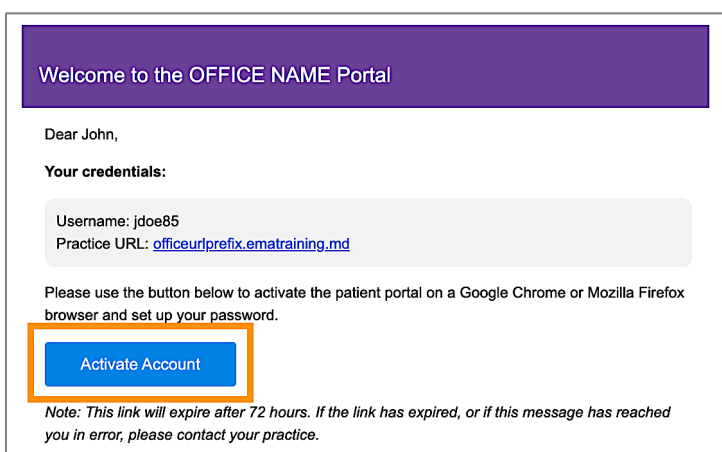 Welcome to the OFFICE NAME Portal
Dear John,
Your credentials:
Username: jdoe85
Practice URL: officeurlprefix.ematraining.md
Please use the button below to activate the patient portal on a Google Chrome or Mozilla Firefox
browser and set up your password.
Activate Account
Note: This link will expire after 72 hours. If the link has expired, or if this message has reached
you in error, please contact your practice.